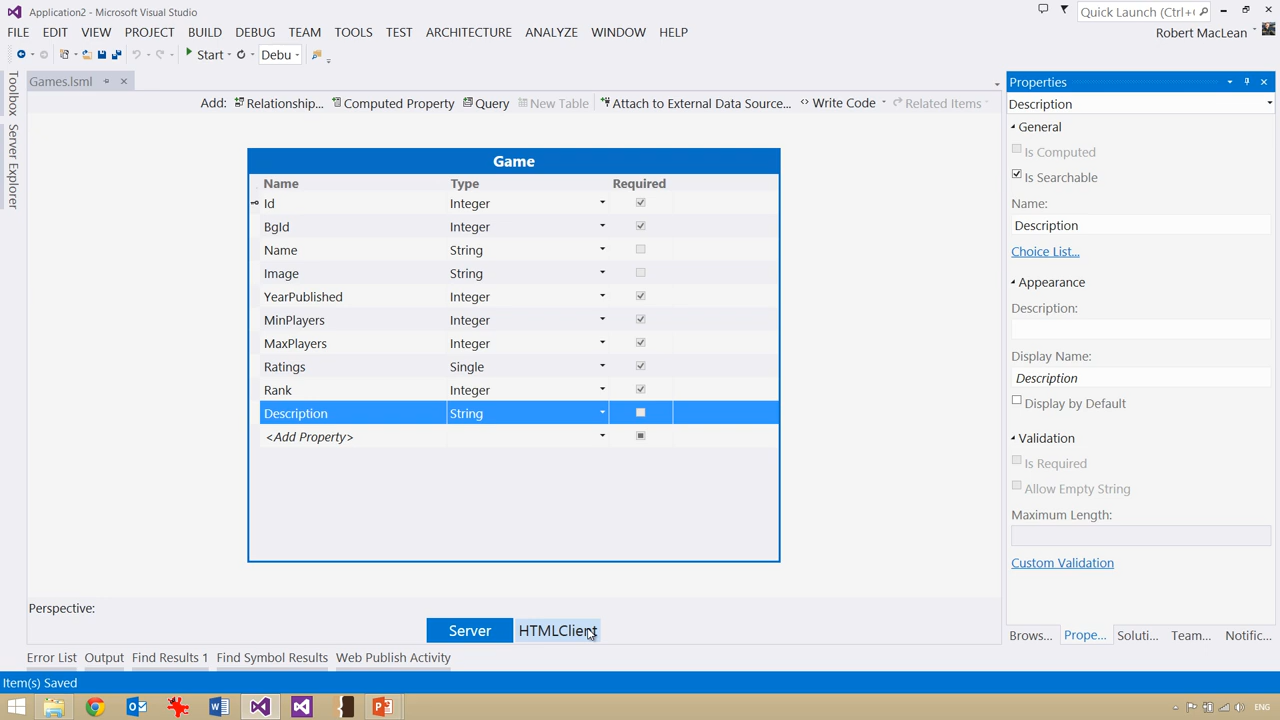 Application2 - Microsoft Visual Studio
Quick Launch (Ctrl+
FILE EDIT VIEW PROJECT BUILD DEBUG TEAM TOOLS TEST ARCHITECTURE ANALYZE WINDOW HELP
Robert MacLean
Start Debu
Toolbox
Server Explorer
Games.lsml
Add: Relationship... Computed Property Query New Table Attach to External Data Source... Write Code Related Items
Game
Name Type Required
Id Integer
BgId Integer
Name String
Image String
YearPublished Integer
MinPlayers Integer
MaxPlayers Integer
Ratings Single
Rank Integer
Description String
<Add Property>
Perspective:
Server HTMLClient
Properties
Description
General
Is Computed
Is Searchable
Name:
Description
Choice List...
Appearance
Description:
Display Name:
Description
Display by Default
Validation
Is Required
Allow Empty String
Maximum Length:
Custom Validation
Brows... Prope... Soluti... Team... Notific...
Error List Output Find Results 1 Find Symbol Results Web Publish Activity
Item(s) Saved
ENG